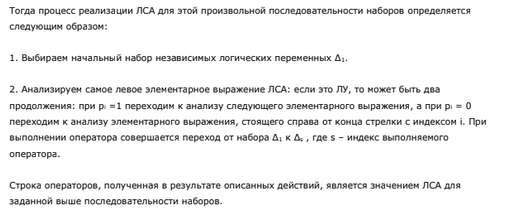 Тогда процесс реализации ЛСА для этой произвольной последовательности наборов определяется
следующим образом:
1. Выбираем начальный набор независимых логических переменных Δ₁.
2. Анализируем самое левое элементарное выражение ЛСА: если это ЛУ, то может быть два
продолжения: при pᵢ =1 переходим к анализу следующего элементарного выражения, а при pᵢ = 0
переходим к анализу элементарного выражения, стоящего справа от конца стрелки с индексом i. При
выполнении оператора совершается переход от набора Δ₁ к Δₛ , где s – индекс выполняемого
оператора.
Строка операторов, полученная в результате описанных действий, является значением ЛСА для
заданной выше последовательности наборов.